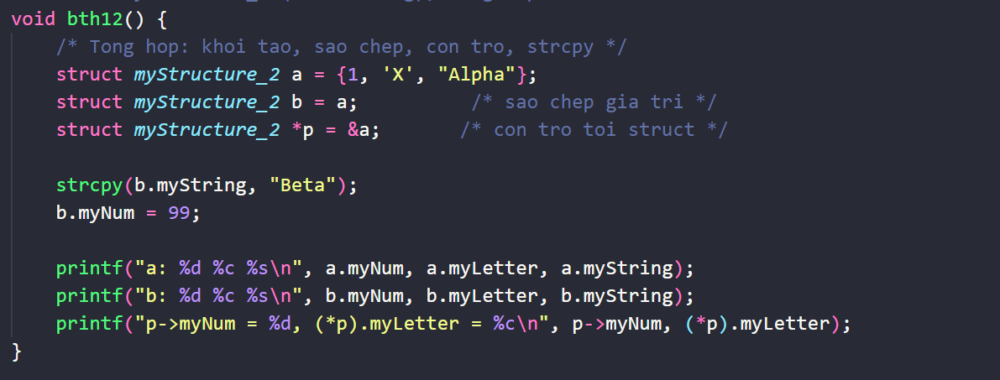 void bth12() {
    /* Tong hop: khoi tao, sao chep, con tro, strcpy */
    struct myStructure_2 a = {1, 'X', "Alpha"};
    struct myStructure_2 b = a;          /* sao chep gia tri */
    struct myStructure_2 *p = &a;       /* con tro toi struct */

    strcpy(b.myString, "Beta");
    b.myNum = 99;

    printf("a: %d %c %s\n", a.myNum, a.myLetter, a.myString);
    printf("b: %d %c %s\n", b.myNum, b.myLetter, b.myString);
    printf("p->myNum = %d, (*p).myLetter = %c\n", p->myNum, (*p).myLetter);
}